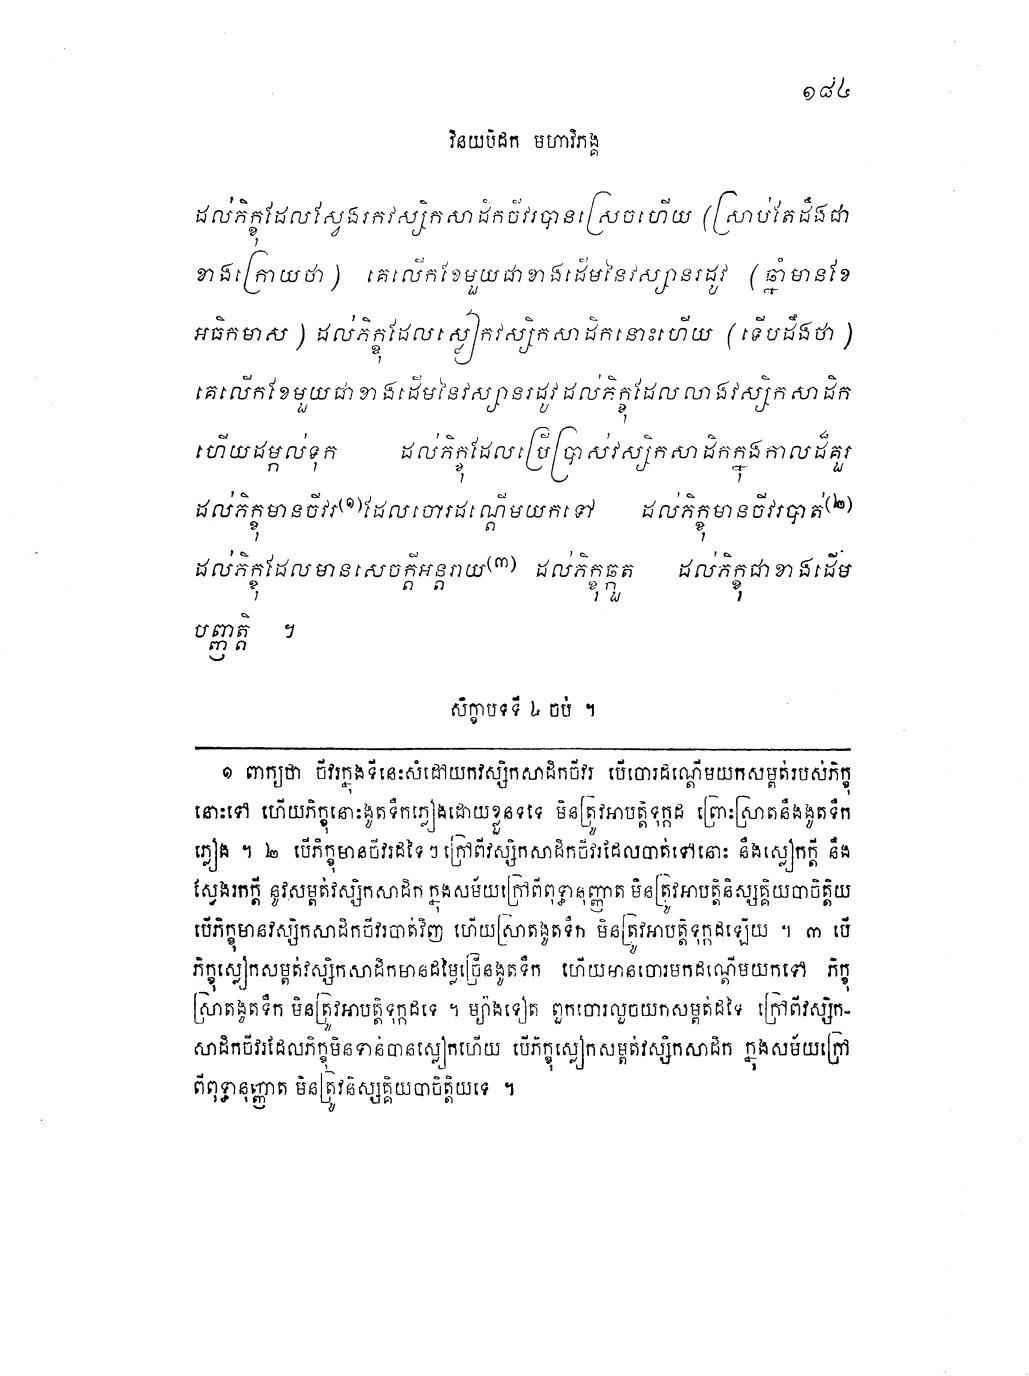 ១៨៤
វិនយបិដក មហាវិភង្គ
ដល់ភិក្ខុដែលស្វែងរកវស្សិកសាដិកចីវរបានស្រេចហើយ (ស្រាប់តែដឹងជា
ខាងក្រោយថា) គេលើកខែមួយជាខាងដើមនៃវស្សានរដូវ (ឆ្នាំមានខែ
អធិកមាស) ដល់ភិក្ខុដែលស្លៀកវស្សិកសាដិកនោះហើយ (ទើបដឹងថា)
គេលើកខែមួយជាខាងដើមនៃវស្សានរដូវ ដល់ភិក្ខុដែលលាងវស្សិកសាដិក
ហើយដម្កល់ទុក ដល់ភិក្ខុដែលប្រើប្រាស់វស្សិកសាដិកក្នុងកាលដ៏គួរ
ដល់ភិក្ខុមានចីវរ(១)ដែលចោរដណ្តើមយកទៅ ដល់ភិក្ខុមានចីវរបាត់(២)
ដល់ភិក្ខុដែលមានសេចក្តីអន្តរាយ(៣) ដល់ភិក្ខុឆ្កួត ដល់ភិក្ខុជាខាងដើម
បញ្ញត្តិ ។
សិក្ខាបទទី ៤ ចប់ ។
១ ពាក្យថា ចីវរក្នុងទីនេះសំដៅយកវស្សិកសាដិកចីវរ បើចោរដណ្តើមយកសម្ពត់របស់ភិក្ខុ
នោះទៅ ហើយភិក្ខុនោះងូតទឹកភ្លៀងដោយខ្លួនទទេ មិនត្រូវអាបត្តិទុក្កដ ព្រោះស្រាតនឹងងូតទឹក
ភ្លៀង ។ ២ បើភិក្ខុមានចីវរដទៃៗ ក្រៅពីវស្សិកសាដិកចីវរដែលបាត់ទៅនោះ នឹងស្លៀកក្តី នឹង
ស្វែងរកក្តី នូវសម្ពត់វស្សិកសាដិក ក្នុងសម័យក្រៅពីពុទ្ធានុញ្ញាត មិនត្រូវអាបត្តិនិស្សគ្គិយបាចិត្តិយ
បើភិក្ខុមានវស្សិកសាដិកចីវរបាត់វិញ ហើយស្រាតងូតទឹក មិនត្រូវអាបត្តិទុក្កដឡើយ ។ ៣ បើ
ភិក្ខុស្លៀកសម្ពត់វស្សិកសាដិកមានដម្លៃច្រើនងូតទឹក ហើយមានចោរមកដណ្តើមយកទៅ ភិក្ខុ
ស្រាតងូតទឹក មិនត្រូវអាបត្តិទុក្កដទេ ។ ម្យ៉ាងទៀត ពួកចោរលួចយកសម្ពត់ដទៃ ក្រៅពីវស្សិក-
សាដិកចីវរដែលភិក្ខុមិនទាន់បានស្លៀកហើយ បើភិក្ខុស្លៀកសម្ពត់វស្សិកសាដិក ក្នុងសម័យក្រៅ
ពីពុទ្ធានុញ្ញាត មិនត្រូវនិស្សគ្គិយបាចិត្តិយទេ ។